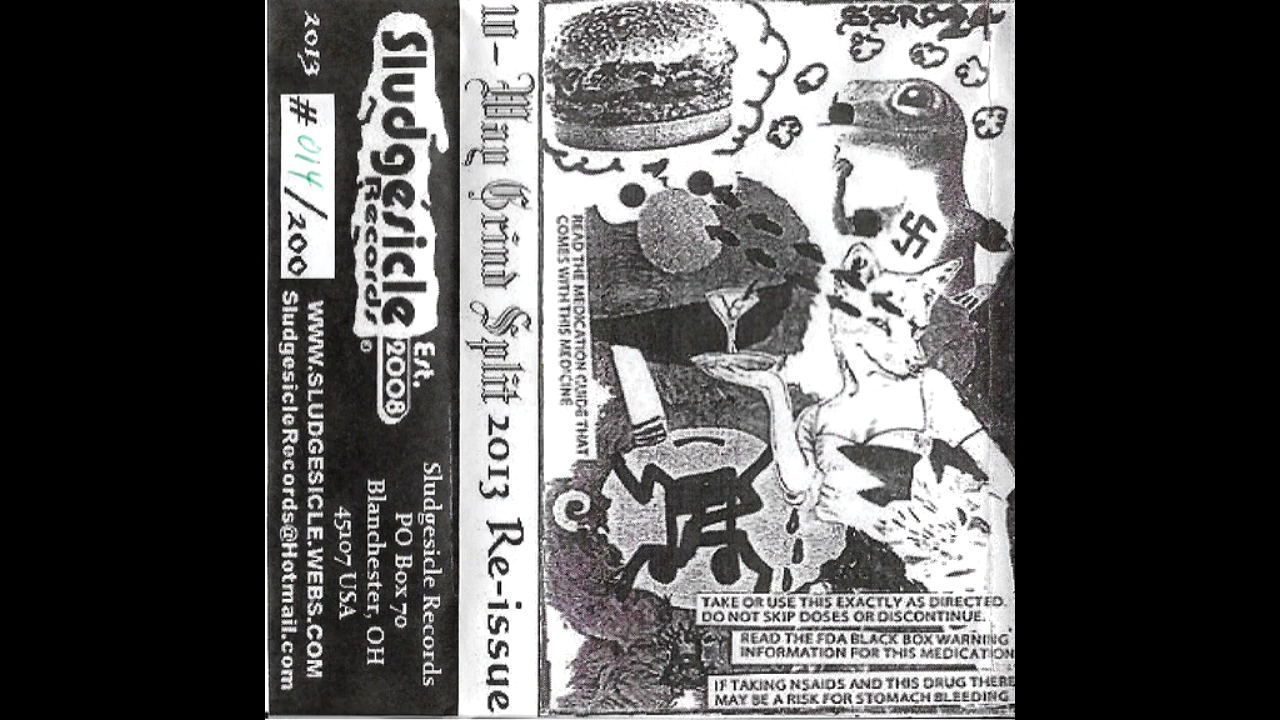 Sludgesicle
Records
Est.
2008
2013
#014/200
Sludgesicle Records
PO Box 70
Blanchester, OH
45107 USA
WWW.SLUDGESICLE.WEBS.COM
SludgesicleRecords@Hotmail.com
11-Way Grind Split 2013 Re-issue
READ THE MEDICATION GUIDE THAT
COMES WITH THIS MEDICINE
TAKE OR USE THIS EXACTLY AS DIRECTED.
DO NOT SKIP DOSES OR DISCONTINUE.
READ THE FDA BLACK BOX WARNING
INFORMATION FOR THIS MEDICATION
IF TAKING NSAIDS AND THIS DRUG THERE
MAY BE A RISK FOR STOMACH BLEEDING